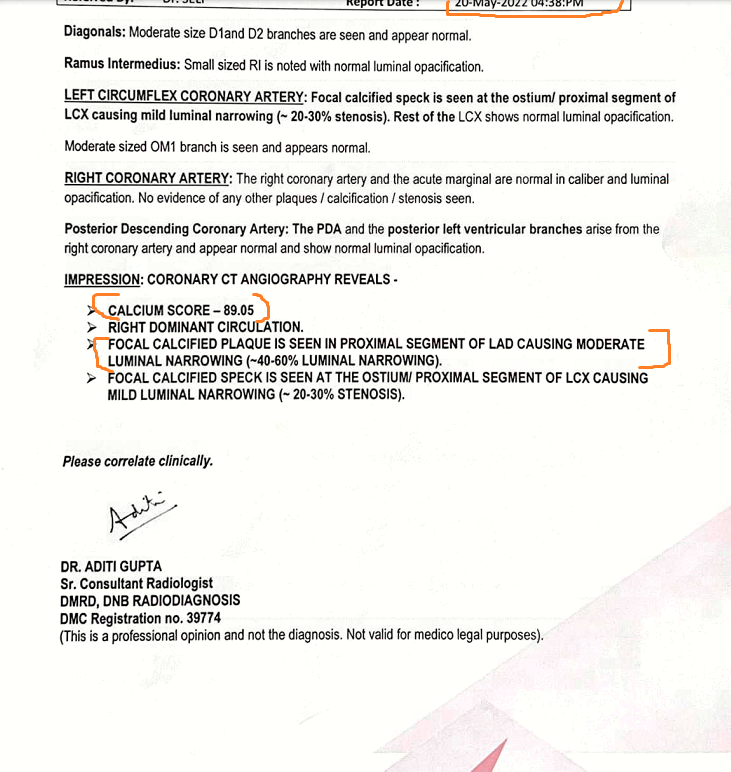 Report Date : 20-May-2022 04:38:PM
Diagonals: Moderate size D1and D2 branches are seen and appear normal.
Ramus Intermedius: Small sized RI is noted with normal luminal opacification.
LEFT CIRCUMFLEX CORONARY ARTERY: Focal calcified speck is seen at the ostium/ proximal segment of
LCX causing mild luminal narrowing (~ 20-30% stenosis). Rest of the LCX shows normal luminal opacification.
Moderate sized OM1 branch is seen and appears normal.
RIGHT CORONARY ARTERY: The right coronary artery and the acute marginal are normal in caliber and luminal
opacification. No evidence of any other plaques / calcification / stenosis seen.
Posterior Descending Coronary Artery: The PDA and the posterior left ventricular branches arise from the
right coronary artery and appear normal and show normal luminal opacification.
IMPRESSION: CORONARY CT ANGIOGRAPHY REVEALS -
➢ CALCIUM SCORE – 89.05
➢ RIGHT DOMINANT CIRCULATION.
➢ FOCAL CALCIFIED PLAQUE IS SEEN IN PROXIMAL SEGMENT OF LAD CAUSING MODERATE
LUMINAL NARROWING (~40-60% LUMINAL NARROWING).
➢ FOCAL CALCIFIED SPECK IS SEEN AT THE OSTIUM/ PROXIMAL SEGMENT OF LCX CAUSING
MILD LUMINAL NARROWING (~ 20-30% STENOSIS).
Please correlate clinically.
Aditi
DR. ADITI GUPTA
Sr. Consultant Radiologist
DMRD, DNB RADIODIAGNOSIS
DMC Registration no. 39774
(This is a professional opinion and not the diagnosis. Not valid for medico legal purposes).